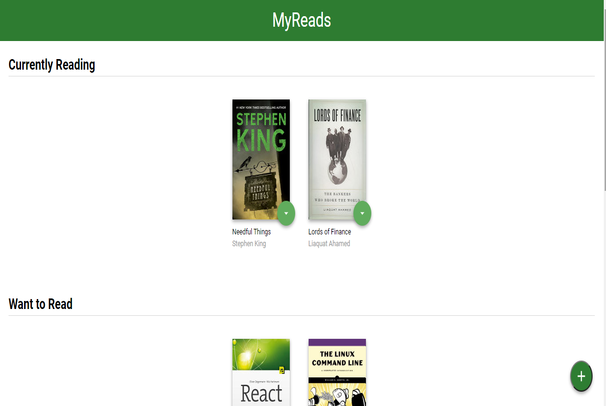 MyReads
Currently Reading
#1 NEW YORK TIMES BESTSELLING AUTHOR
STEPHEN
KING
NEEDFUL
THINGS
LORDS OF FINANCE
THE BANKERS
WHO BROKE THE WORLD
LIAQUAT AHAMED
Needful Things
Stephen King
Lords of Finance
Liaquat Ahamed
Want to Read
React
THE LINUX
COMMAND LINE
+